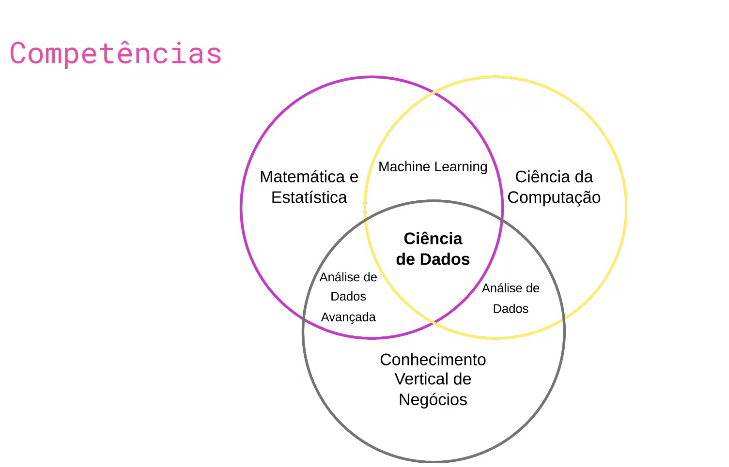 Competências
Machine Learning
Matemática e
Estatística
Ciência da
Computação
Ciência
de Dados
Análise de
Dados
Avançada
Análise de
Dados
Conhecimento
Vertical de
Negócios